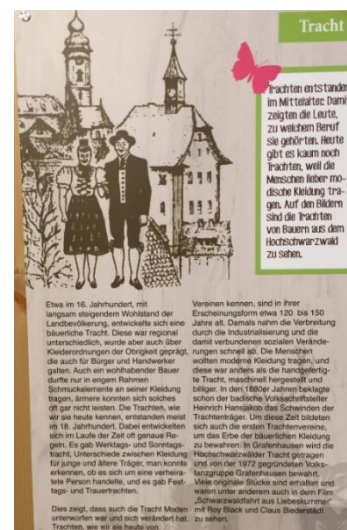 Tracht
Trachten entstanden
im Mittelalter. Damit
zeigten die Leute,
zu welchem Beruf
sie gehörten. Heute
gibt es kaum noch
Trachten, weil die
Menschen lieber mo-
dische Kleidung tra-
gen. Auf den Bildern
sind die Trachten
von Bauern aus dem
Hochschwarzwald
zu sehen.
Etwa im 16. Jahrhundert, mit
langsam steigendem Wohlstand der
Landbevölkerung, entwickelte sich eine
bäuerliche Tracht. Diese war regional
unterschiedlich, wurde aber auch über
Kleiderordnungen der Obrigkeit geprägt,
die auch für Bürger und Handwerker
galten. Auch ein wohlhabender Bauer
durfte nur in engem Rahmen
Schmuckelemente an seiner Kleidung
tragen, ärmere konnten sich solches
oft gar nicht leisten. Die Trachten, wie
wir sie heute kennen, entstanden meist
im 18. Jahrhundert. Dabei entwickelten
sich im Laufe der Zeit oft genaue Re-
geln. Es gab Werktags- und Sonntags-
tracht, Unterschiede zwischen Kleidung
für junge und ältere Träger, man konnte
erkennen, ob es sich um eine verheira-
tete Person handelte, und es gab Fest-
tags- und Trauertrachten.
Dies zeigt, dass auch die Tracht Moden
unterworfen war und sich verändert hat.
Trachten, wie wir sie heute von
Vereinen kennen, sind in ihrer
Erscheinungsform etwa 120 bis 150
Jahre alt. Damals nahm die Verbreitung
durch die Industrialisierung und die
damit verbundenen sozialen Verände-
rungen schnell ab. Die Menschen
wollten moderne Kleidung tragen, und
diese war anders als die handgefertig-
te Tracht, maschinell hergestellt und
billiger. In den 1880er Jahren beklagte
schon der badische Volksschriftsteller
Heinrich Hansjakob das Schwinden der
Trachtenträger. Um diese Zeit bildeten
sich auch die ersten Trachtenvereine,
um das Erbe der bäuerlichen Kleidung
zu bewahren. In Grafenhausen wird die
Hochschwarzwälder Tracht getragen
und von der 1972 gegründeten Volks-
tanzgruppe Grafenhausen bewahrt.
Viele originale Stücke sind erhalten und
waren unter anderem auch in dem Film
„Schwarzwaldfahrt aus Liebeskummer"
mit Roy Black und Claus Biederstädt
zu sehen.